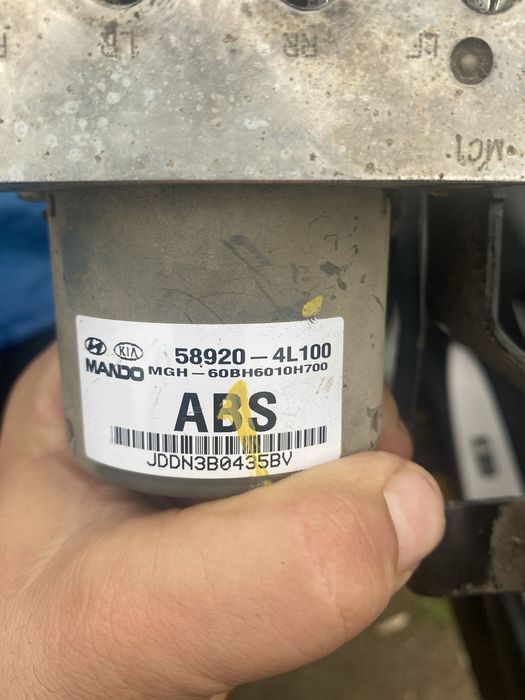 LR
RR
LF
MC1
KIA 58920-4L100
MANDO MGH-60BH6010H700
ABS
JDDN3B0435BV